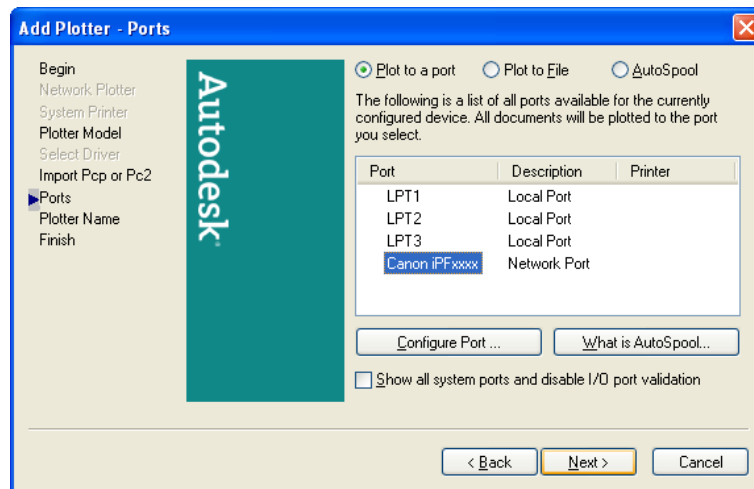 Add Plotter - Ports
Begin
Network Plotter
System Printer
Plotter Model
Select Driver
Import Pcp or Pc2
Ports
Plotter Name
Finish
Autodesk
Plot to a port Plot to File AutoSpool
The following is a list of all ports available for the currently
configured device. All documents will be plotted to the port
you select.
Port Description Printer
LPT1 Local Port
LPT2 Local Port
LPT3 Local Port
Canon iPFxxxx Network Port
Configure Port ... What is AutoSpool...
Show all system ports and disable I/O port validation
< Back Next > Cancel